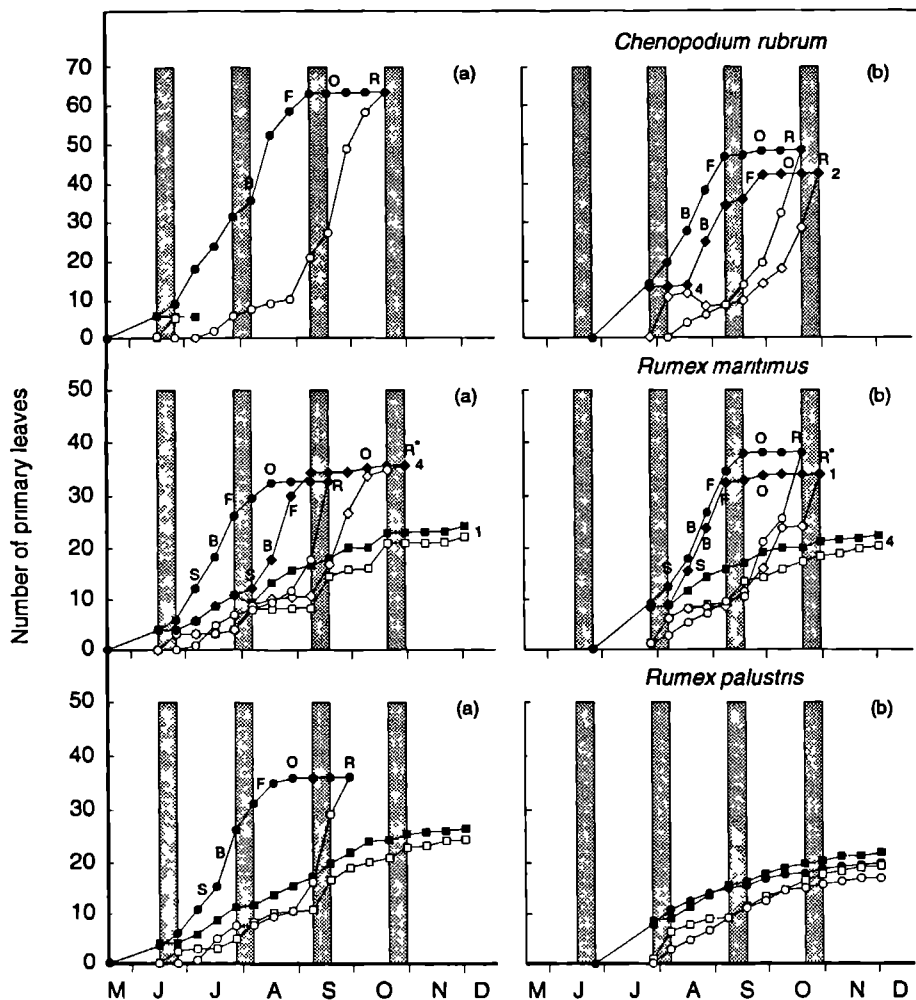 Chenopodium rubrum
Number of primary leaves
70
60
50
40
30
20
10
0
(a)
B
F
O
R
(b)
B
F
O
R
B
F
O
R
2
4
Rumex maritimus
50
40
30
20
10
0
(a)
S
B
F
O
R
S
B
F
O
R*
4
1
(b)
S
B
F
O
R
S
B
F
O
R*
1
4
Rumex palustris
50
40
30
20
10
0
(a)
S
B
F
O
R
(b)
M J J A S O N D
M J J A S O N D